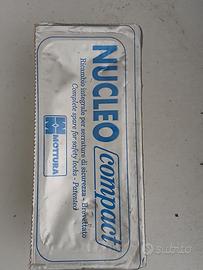 NUCLEO compact
Ricambio integrale per serrature di sicurezza - Brevettato
Complete spare for safety locks - Patented
MOTTURA
subito